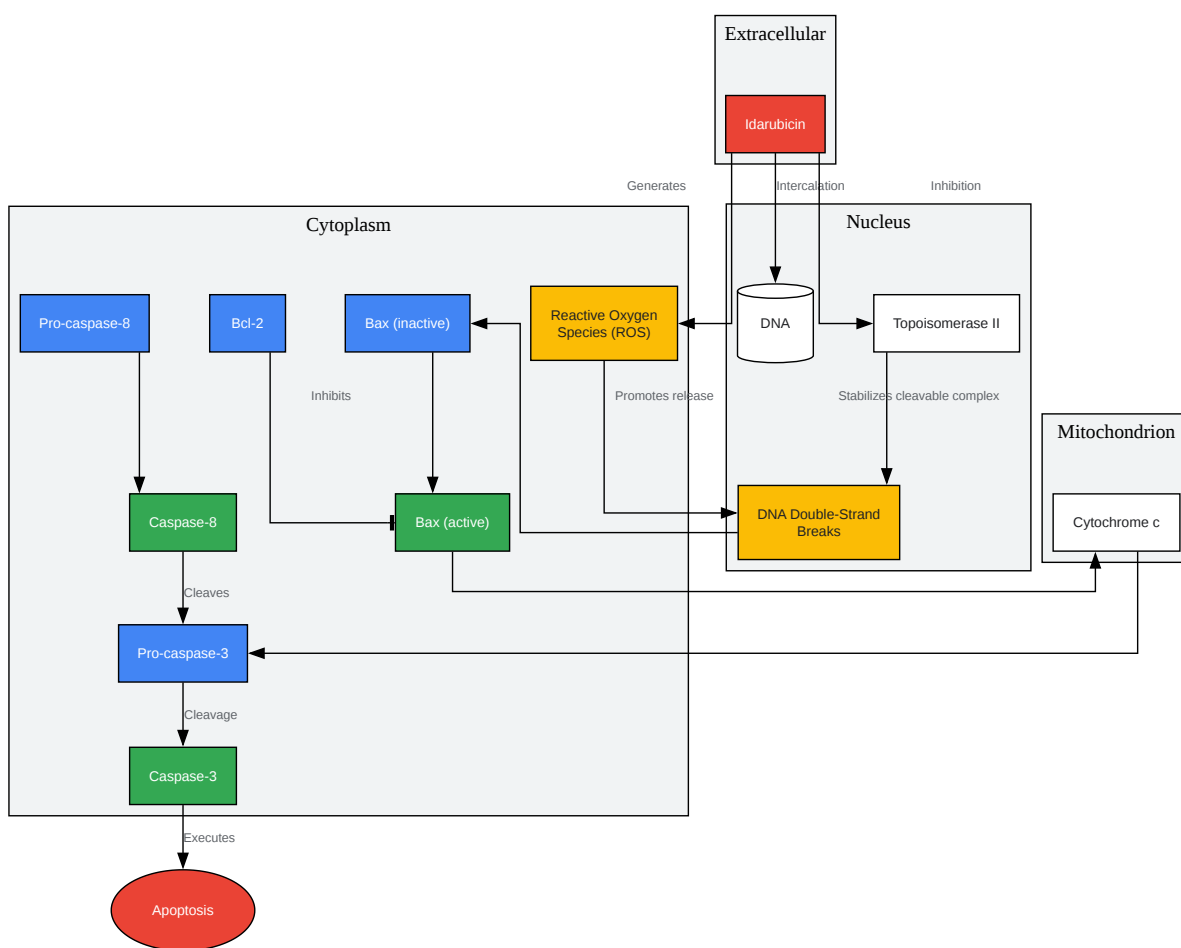 Extracellular
Idarubicin
Generates
Intercalation
Inhibition
Cytoplasm
Nucleus
Pro-caspase-8
Bcl-2
Bax (inactive)
Reactive Oxygen
Species (ROS)
DNA
Topoisomerase II
Inhibits
Promotes release
Stabilizes cleavable complex
Mitochondrion
Caspase-8
Bax (active)
DNA Double-Strand
Breaks
Cytochrome c
Cleaves
Pro-caspase-3
Cleavage
Caspase-3
Executes
Apoptosis